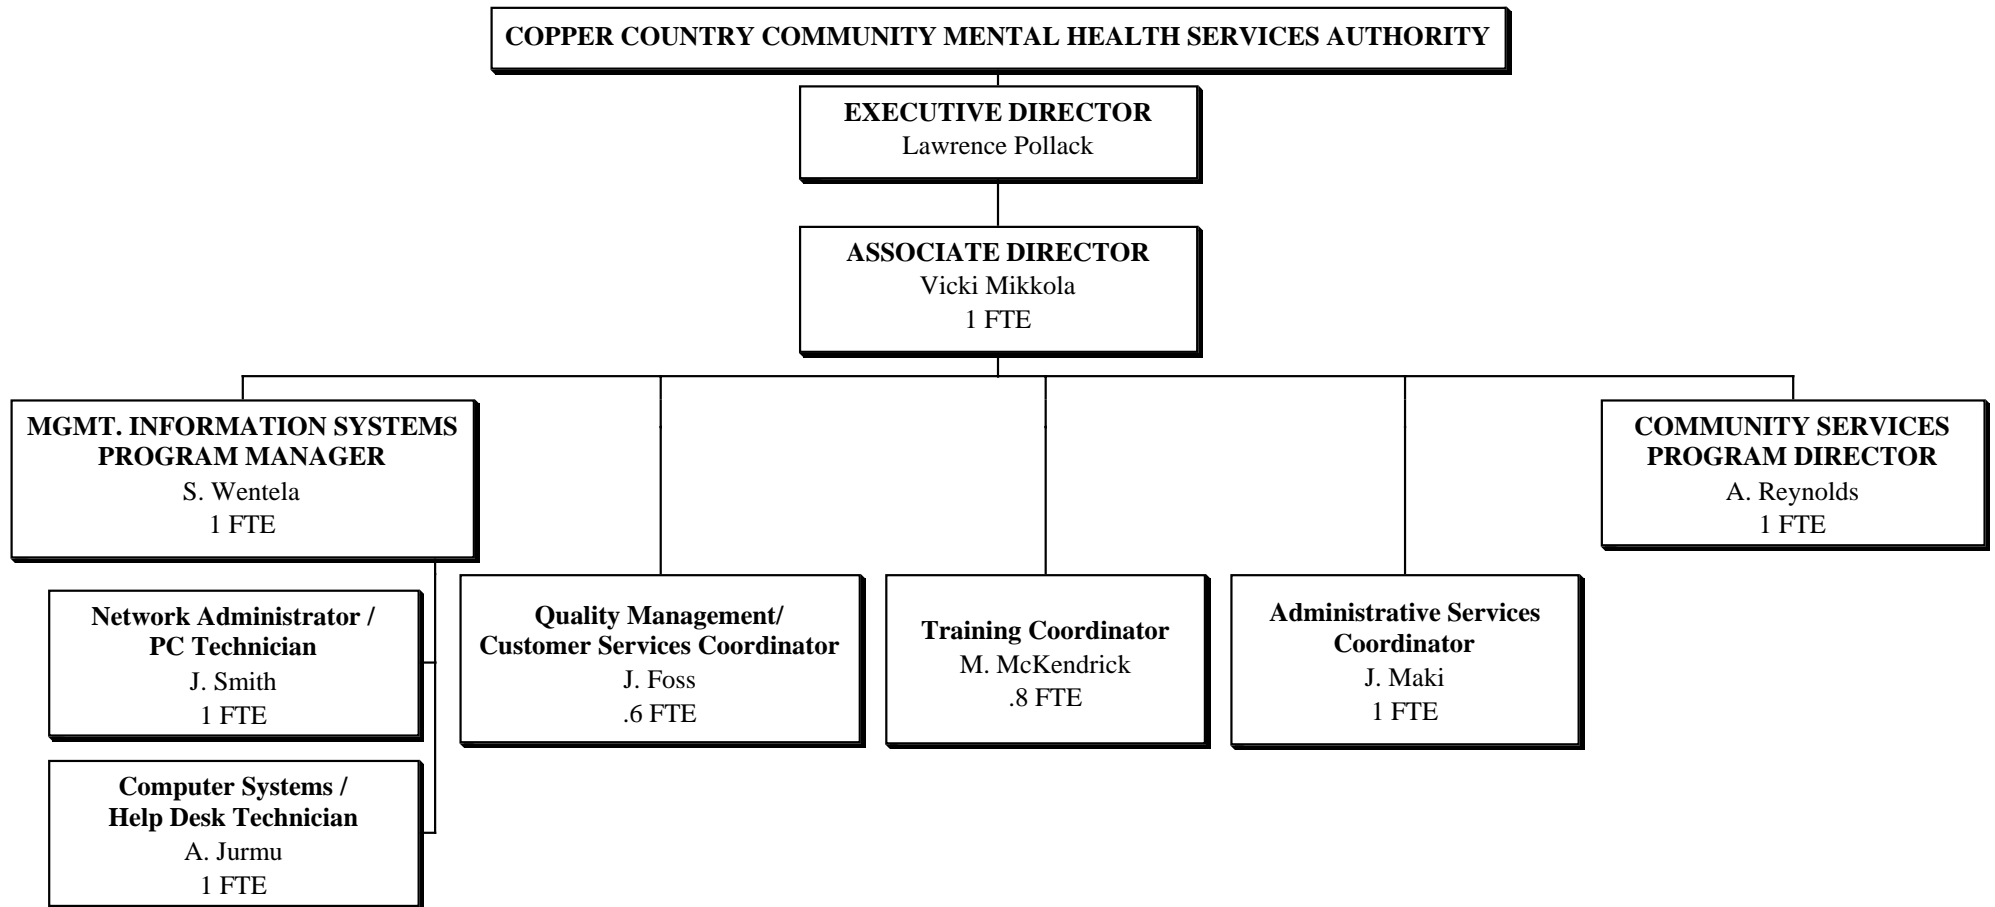 COPPER COUNTRY COMMUNITY MENTAL HEALTH SERVICES AUTHORITY
EXECUTIVE DIRECTOR
Lawrence Pollack
ASSOCIATE DIRECTOR
Vicki Mikkola
1 FTE
MGMT. INFORMATION SYSTEMS
PROGRAM MANAGER
S. Wentela
1 FTE
COMMUNITY SERVICES
PROGRAM DIRECTOR
A. Reynolds
1 FTE
Network Administrator /
PC Technician
J. Smith
1 FTE
Quality Management/
Customer Services Coordinator
J. Foss
.6 FTE
Training Coordinator
M. McKendrick
.8 FTE
Administrative Services
Coordinator
J. Maki
1 FTE
Computer Systems /
Help Desk Technician
A. Jurmu
1 FTE